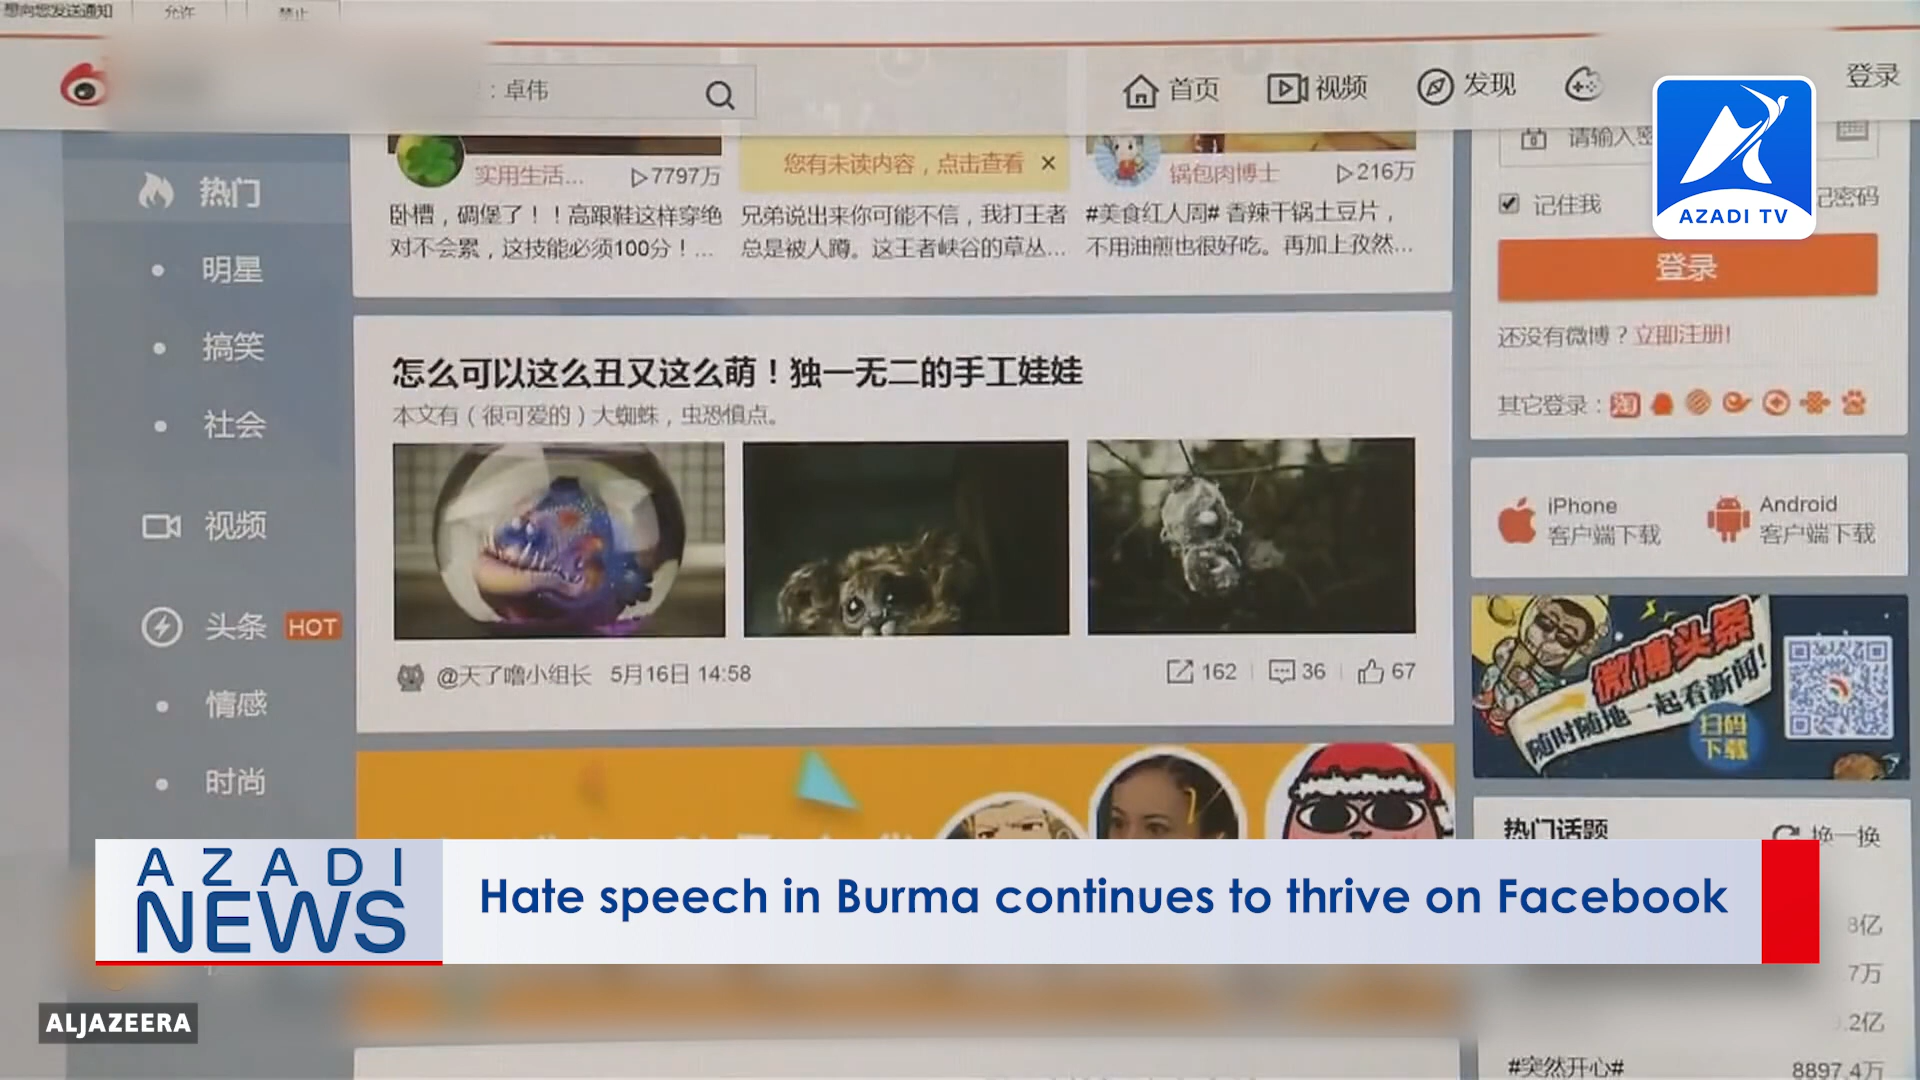 想向您发送通知
允许
禁止
：卓伟
首页
视频
发现
登录
AZADI TV
热门
明星
搞笑
社会
视频
头条 HOT
情感
时尚
实用生活... 7797万
卧槽，碉堡了！！高跟鞋这样穿绝
对不会累，这技能必须100分！...
您有未读内容，点击查看 ×
兄弟说出来你可能不信，我打王者
总是被人蹲。这王者峡谷的草丛...
锅包肉博士 216万
#美食红人周# 香辣干锅土豆片，
不用油煎也很好吃。再加上孜然...
请输入密
记住我
记密码
登录
还没有微博？立即注册!
其它登录：
淘
怎么可以这么丑又这么萌！独一无二的手工娃娃
本文有（很可爱的）大蜘蛛，虫恐慎点。
@天了噜小组长 5月16日 14:58
162 36 67
iPhone
客户端下载
Android
客户端下载
微博头条
随时随地一起看新闻!
扫码
下载
热门话题 换一换
8亿
7万
.2亿
#突然开心# 8897.4万
AZADI
NEWS
Hate speech in Burma continues to thrive on Facebook
ALJAZEERA